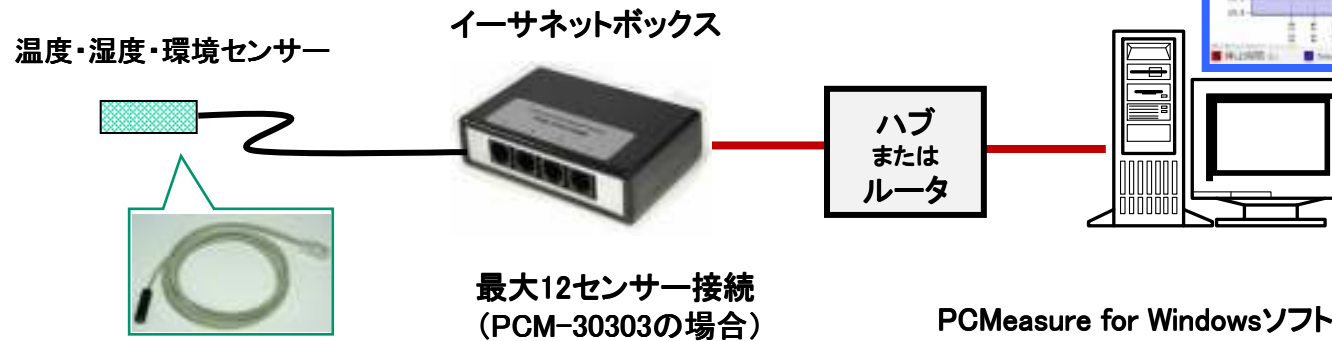 イーサネットボックス
温度・湿度・環境センサー
ハブ
または
ルータ
最大12センサー接続
（PCM-30303の場合）
PCMeasure for Windowsソフト